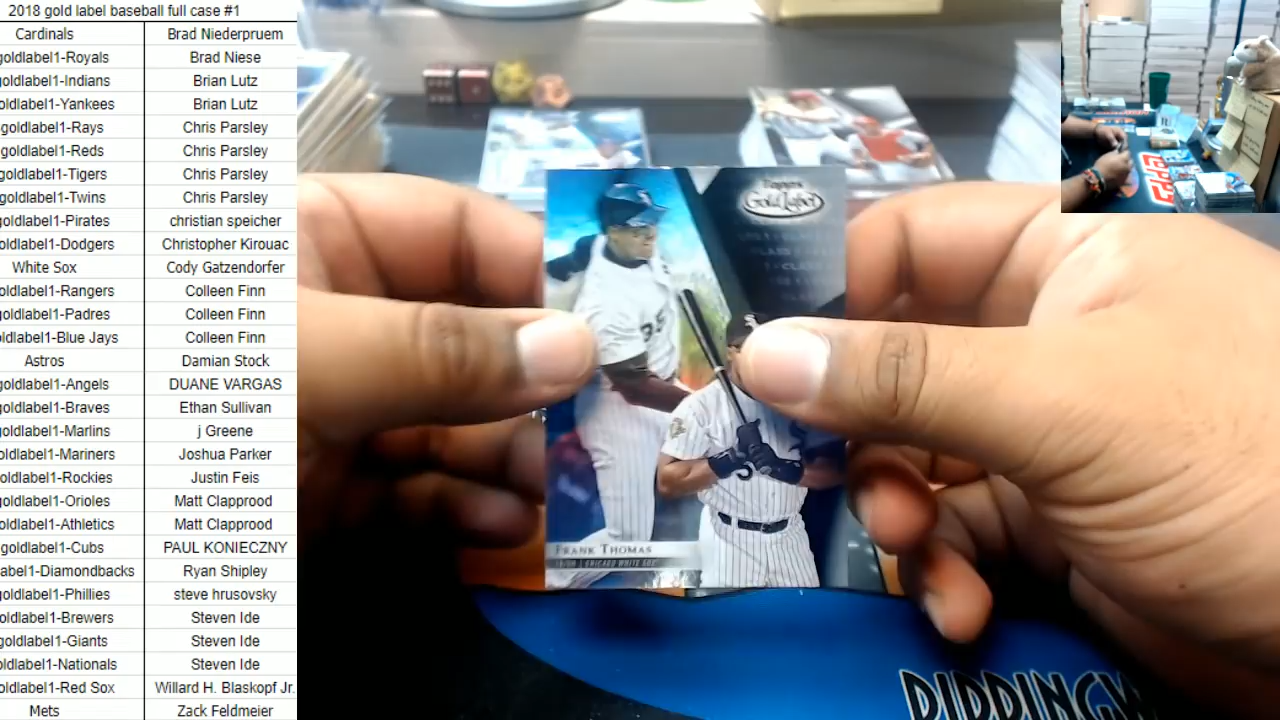 2018 gold label baseball full case #1
Cardinals Brad Niederpruem
goldlabel1-Royals Brad Niese
goldlabel1-Indians Brian Lutz
oldlabel1-Yankees Brian Lutz
goldlabel1-Rays Chris Parsley
goldlabel1-Reds Chris Parsley
goldlabel1-Tigers Chris Parsley
goldlabel1-Twins Chris Parsley
goldlabel1-Pirates christian speicher
oldlabel1-Dodgers Christopher Kirouac
White Sox Cody Gatzendorfer
oldlabel1-Rangers Colleen Finn
goldlabel1-Padres Colleen Finn
oldlabel1-Blue Jays Colleen Finn
Astros Damian Stock
goldlabel1-Angels DUANE VARGAS
goldlabel1-Braves Ethan Sullivan
goldlabel1-Marlins j Greene
oldlabel1-Mariners Joshua Parker
oldlabel1-Rockies Justin Feis
goldlabel1-Orioles Matt Clapprood
oldlabel1-Athletics Matt Clapprood
goldlabel1-Cubs PAUL KONIECZNY
label1-Diamondbacks Ryan Shipley
goldlabel1-Phillies steve hrusovsky
oldlabel1-Brewers Steven Ide
goldlabel1-Giants Steven Ide
oldlabel1-Nationals Steven Ide
oldlabel1-Red Sox Willard H. Blaskopf Jr.
Mets Zack Feldmeier
Topps
Gold Label
35
FRANK THOMAS
CHICAGO WHITE SOX